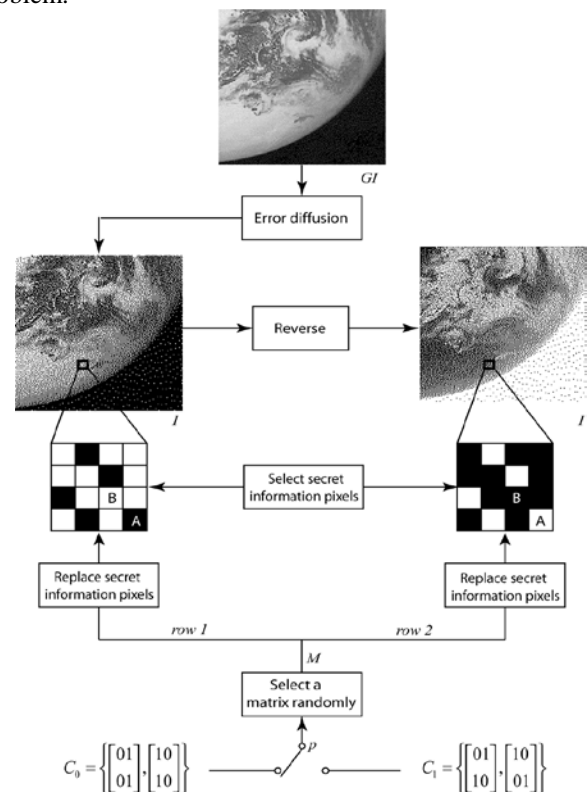 oblem.
GI
Error diffusion
Reverse
I
I
B
A
Select secret
information pixels
B
A
Replace secret
information pixels
Replace secret
information pixels
row 1
row 2
M
Select a
matrix randomly
p
C₀ = {[01 01], [10 10]}
C₁ = {[01 10], [10 01]}